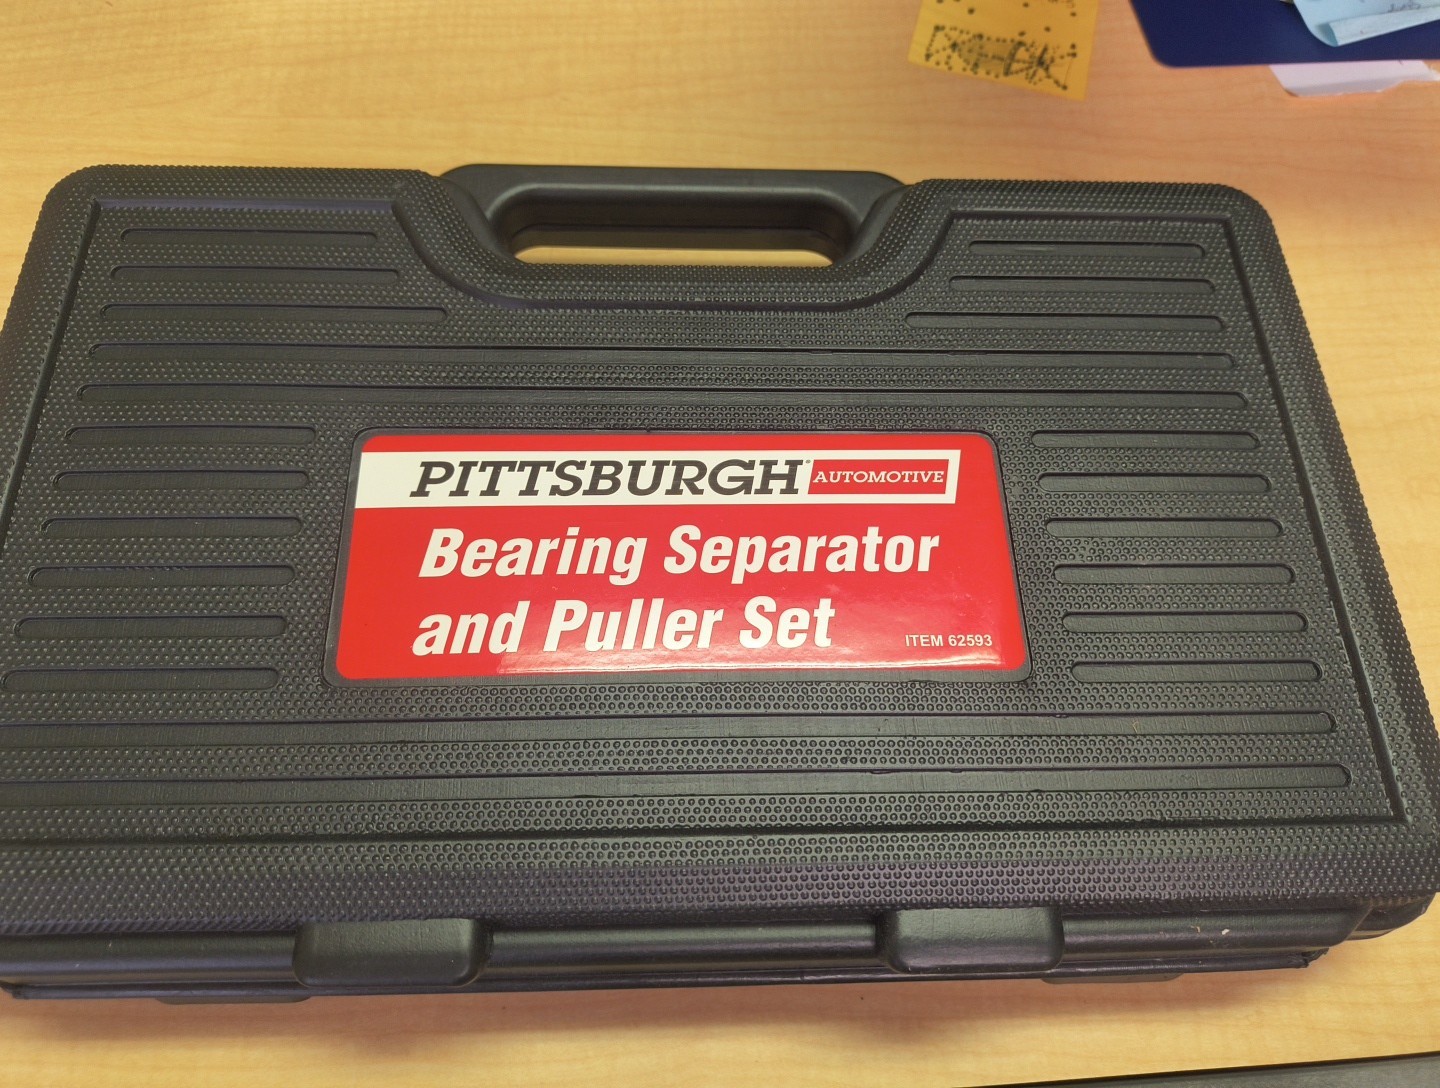 PITTSBURGH® AUTOMOTIVE
Bearing Separator
and Puller Set
ITEM 62593